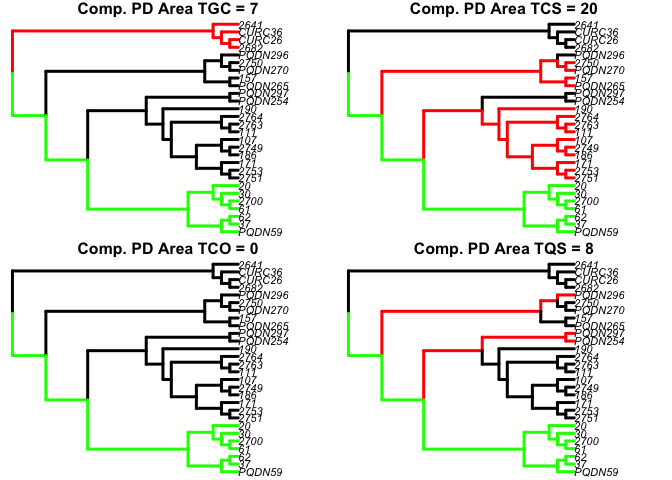 Comp. PD Area TGC = 7
2641
CURC36
CURC26
2682
PQDN296
2750
PQDN270
157
PQDN265
PQDN297
PQDN254
190
2764
2763
111
107
2749
186
171
2753
2751
20
30
2700
61
62
37
PQDN59
Comp. PD Area TCS = 20
2641
CURC36
CURC26
2682
PQDN296
2750
PQDN270
157
PQDN265
PQDN297
PQDN254
190
2764
2763
111
107
2749
186
171
2753
2751
20
30
2700
61
62
37
PQDN59
Comp. PD Area TCO = 0
2641
CURC36
CURC26
2682
PQDN296
2750
PQDN270
157
PQDN265
PQDN297
PQDN254
190
2764
2763
111
107
2749
186
171
2753
2751
20
30
2700
61
62
37
PQDN59
Comp. PD Area TQS = 8
2641
CURC36
CURC26
2682
PQDN296
2750
PQDN270
157
PQDN265
PQDN297
PQDN254
190
2764
2763
111
107
2749
186
171
2753
2751
20
30
2700
61
62
37
PQDN59